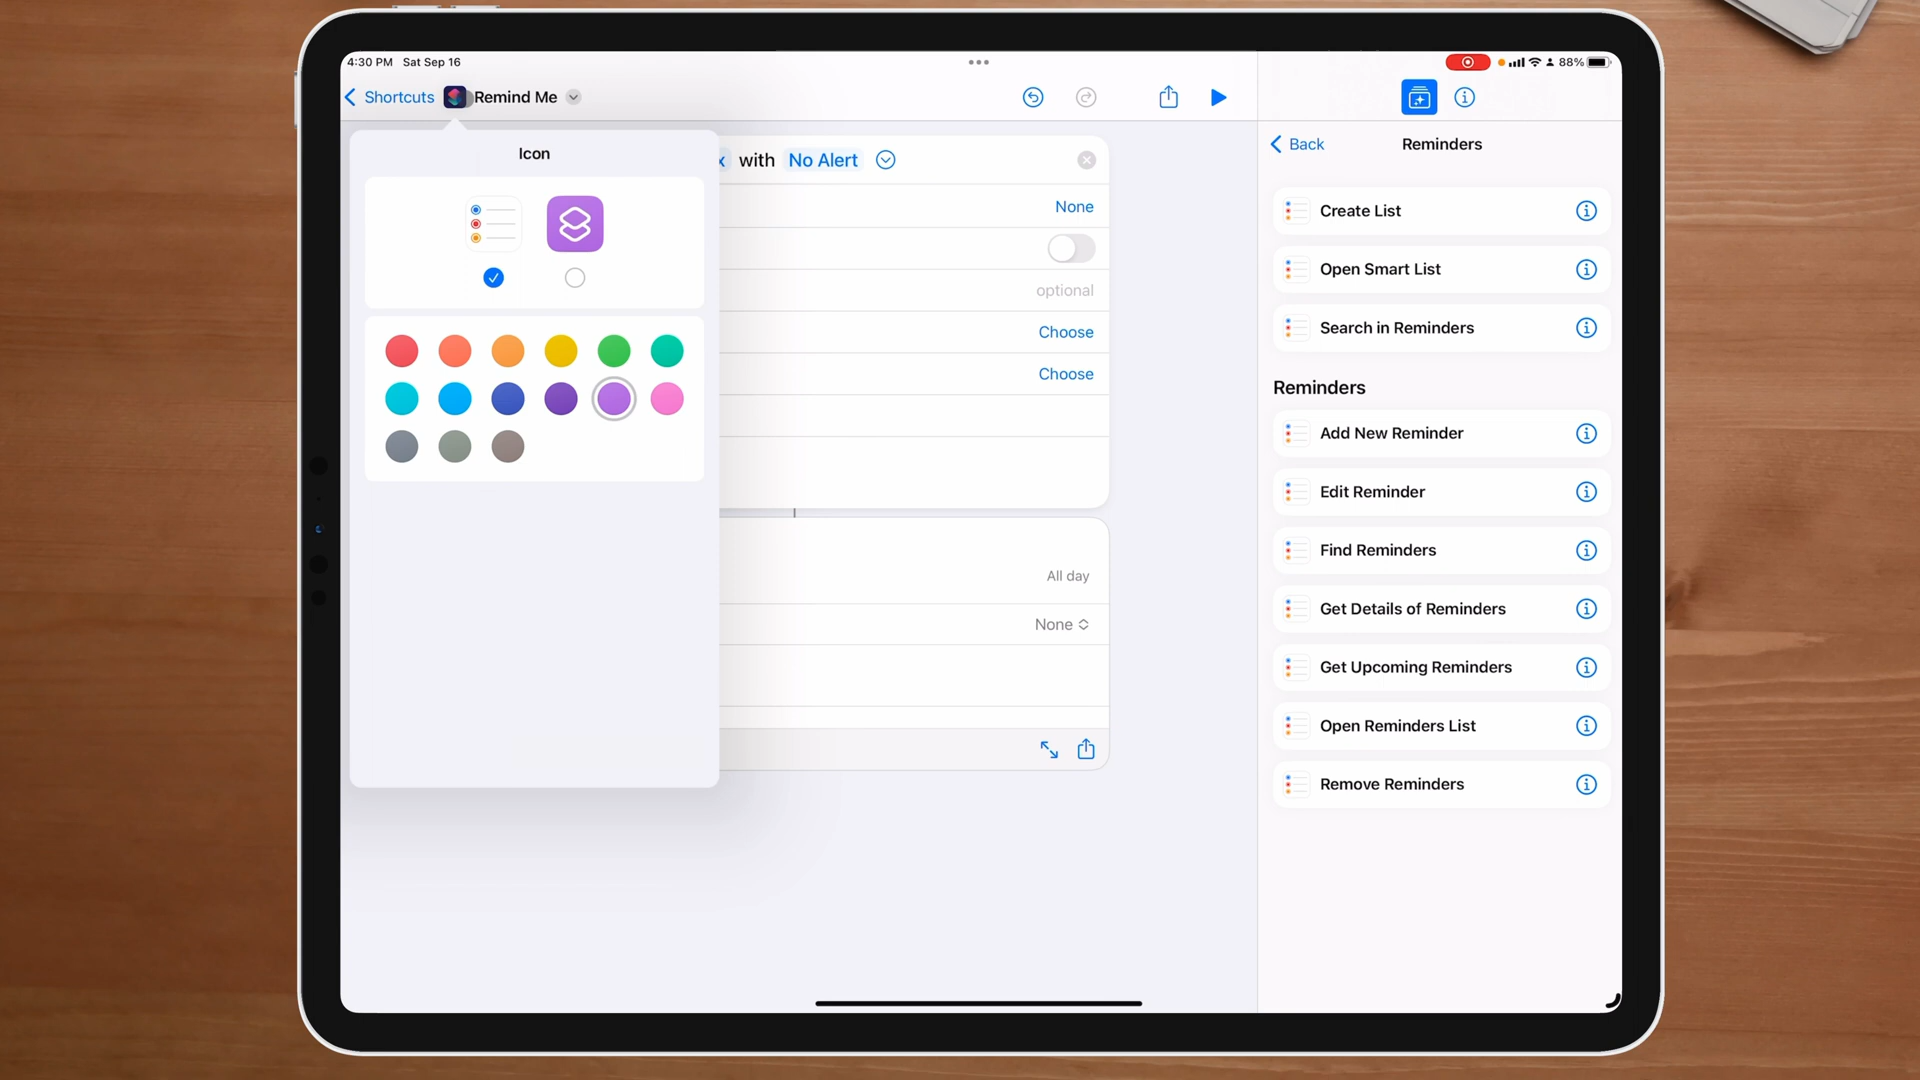 4:30 PM Sat Sep 16
88%
Shortcuts
Remind Me
Icon
x with No Alert
None
optional
Choose
Choose
All day
None
Back
Reminders
Create List
Open Smart List
Search in Reminders
Reminders
Add New Reminder
Edit Reminder
Find Reminders
Get Details of Reminders
Get Upcoming Reminders
Open Reminders List
Remove Reminders